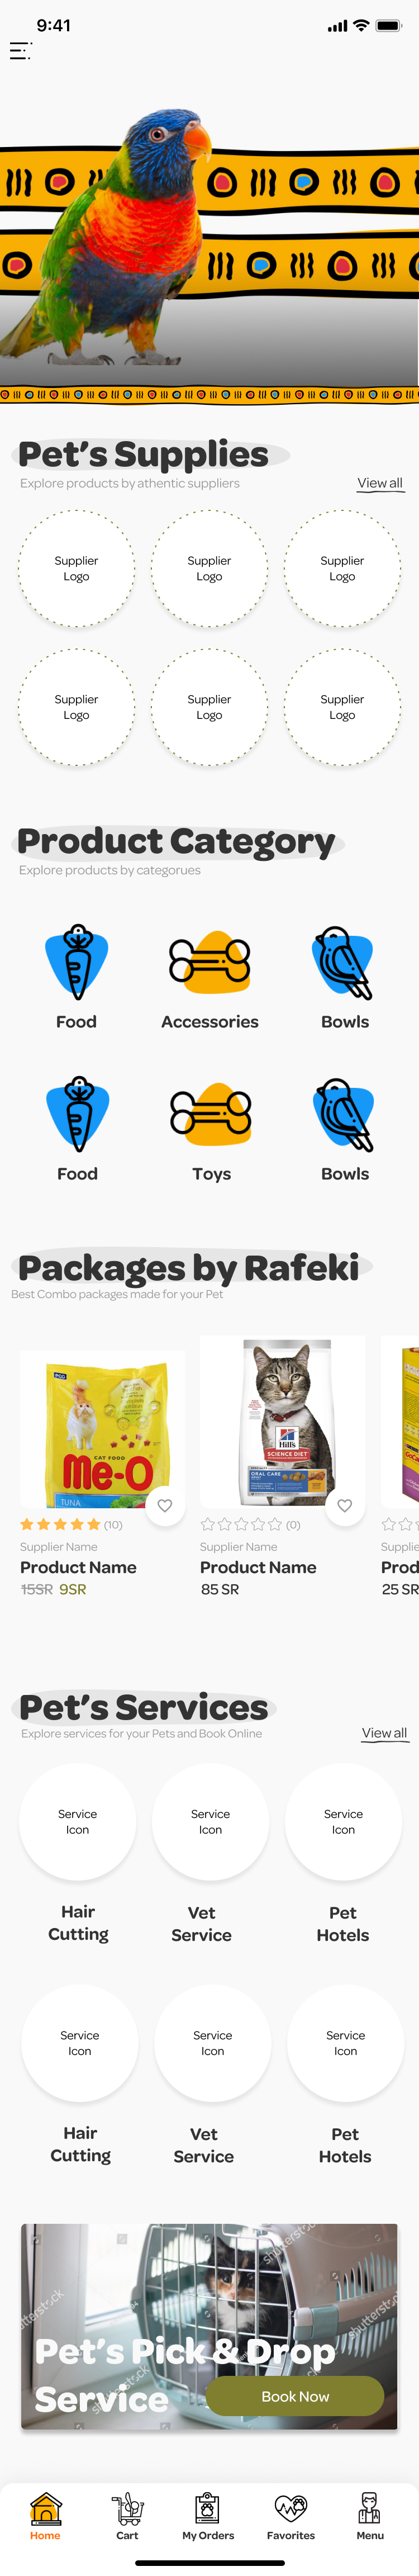 9:41
Pet's Supplies
Explore products by athentic suppliers
View all
Supplier
Logo
Supplier
Logo
Supplier
Logo
Supplier
Logo
Supplier
Logo
Supplier
Logo
Product Category
Explore products by categorues
Food
Accessories
Bowls
Food
Toys
Bowls
Packages by Rafeki
Best Combo packages made for your Pet
CAT FOOD
Me-O
TUNA
Hill's
SCIENCE DIET
ORAL CARE
(10)
(0)
Supplier Name
Supplier Name
Supplie
Product Name
Product Name
Prod
15SR 9SR
85 SR
25 SR
Pet's Services
Explore services for your Pets and Book Online
View all
Service
Icon
Service
Icon
Service
Icon
Hair
Cutting
Vet
Service
Pet
Hotels
Service
Icon
Service
Icon
Service
Icon
Hair
Cutting
Vet
Service
Pet
Hotels
Pet's Pick & Drop
Service
Book Now
Home
Cart
My Orders
Favorites
Menu